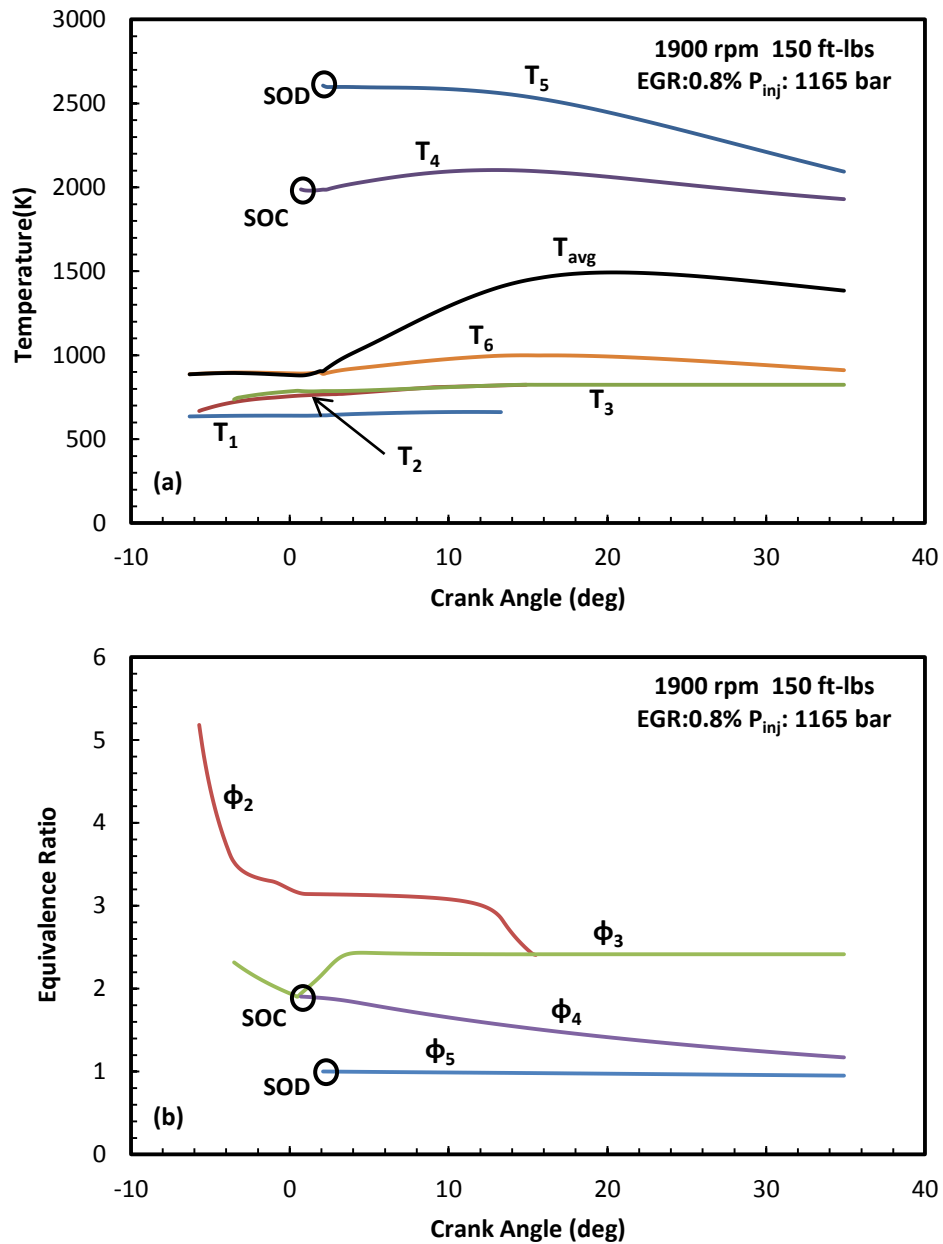 3000
1900 rpm 150 ft-lbs
EGR:0.8% Pinj: 1165 bar
2500
SOD
T5
2000
T4
SOC
Temperature(K)
1500
Tavg
1000
T6
T3
T1
T2
500
(a)
0
-10
0
10
20
30
40
Crank Angle (deg)
6
1900 rpm 150 ft-lbs
EGR:0.8% Pinj: 1165 bar
5
ϕ2
4
Equivalence Ratio
3
ϕ3
2
SOC
ϕ4
ϕ5
1
SOD
(b)
0
-10
0
10
20
30
40
Crank Angle (deg)